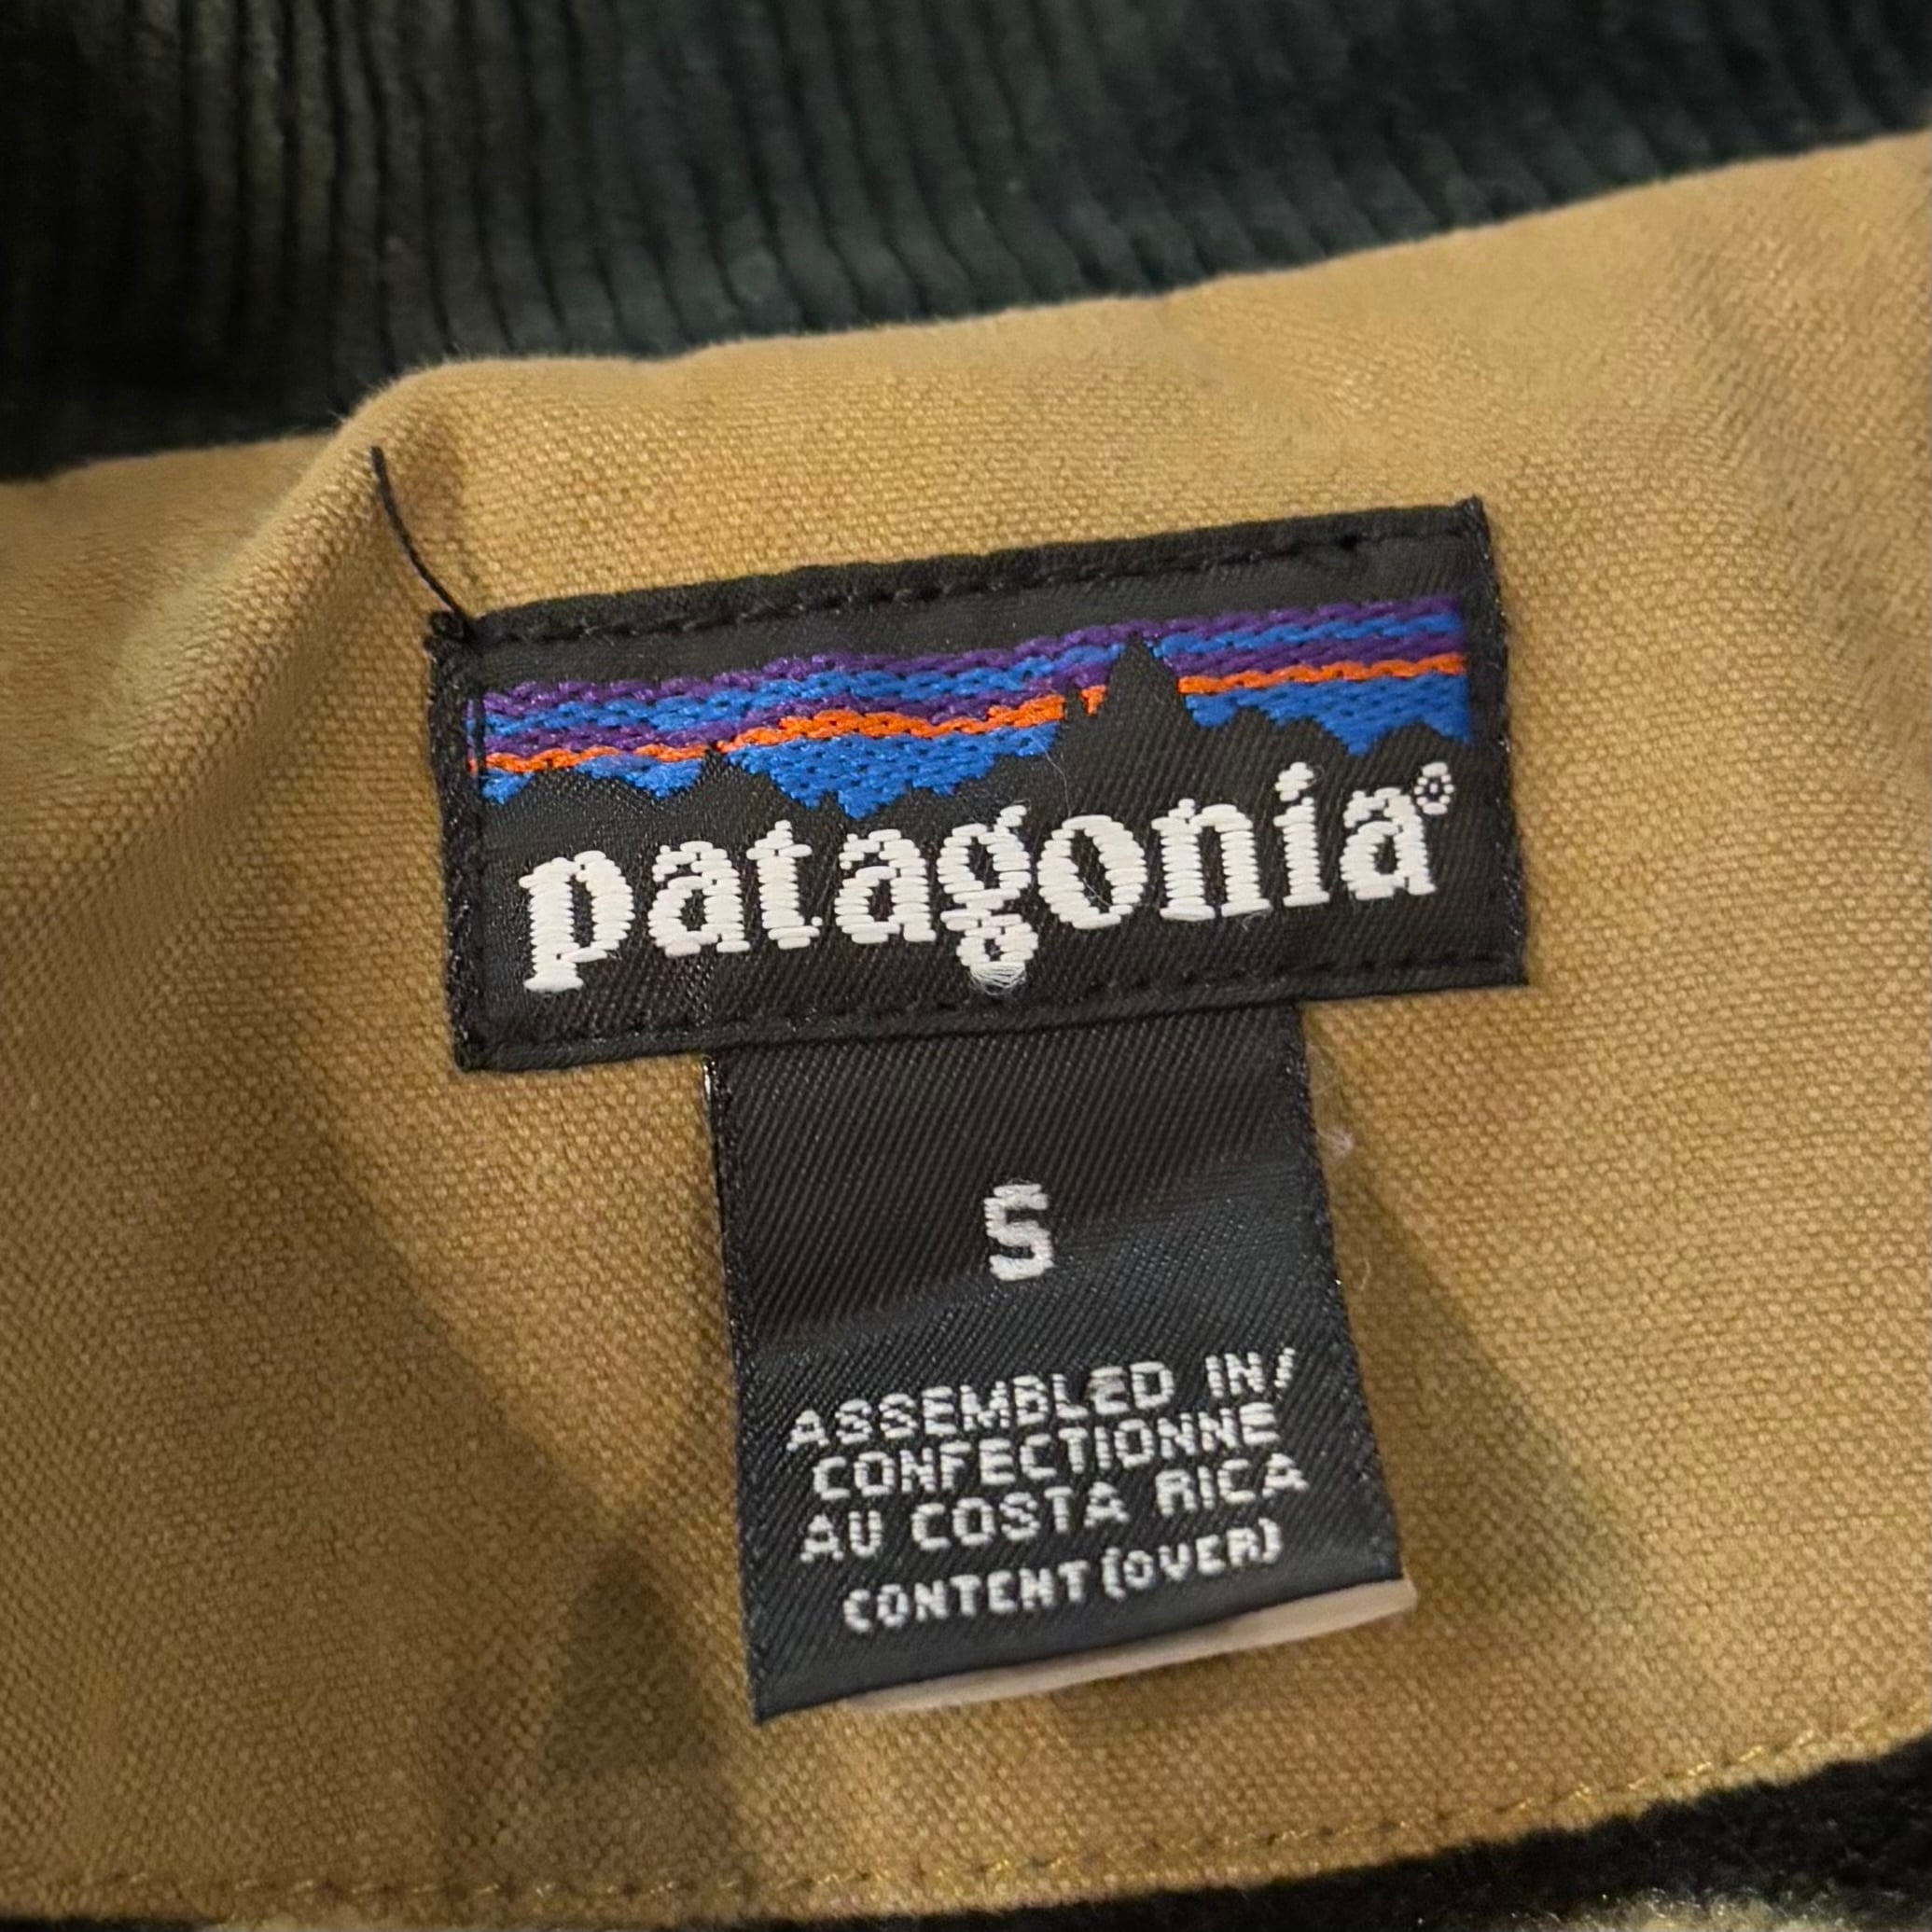 patagonia®
S
ASSEMBLED IN/
CONFECTIONNE
AU COSTA RICA
CONTENT (OVER)